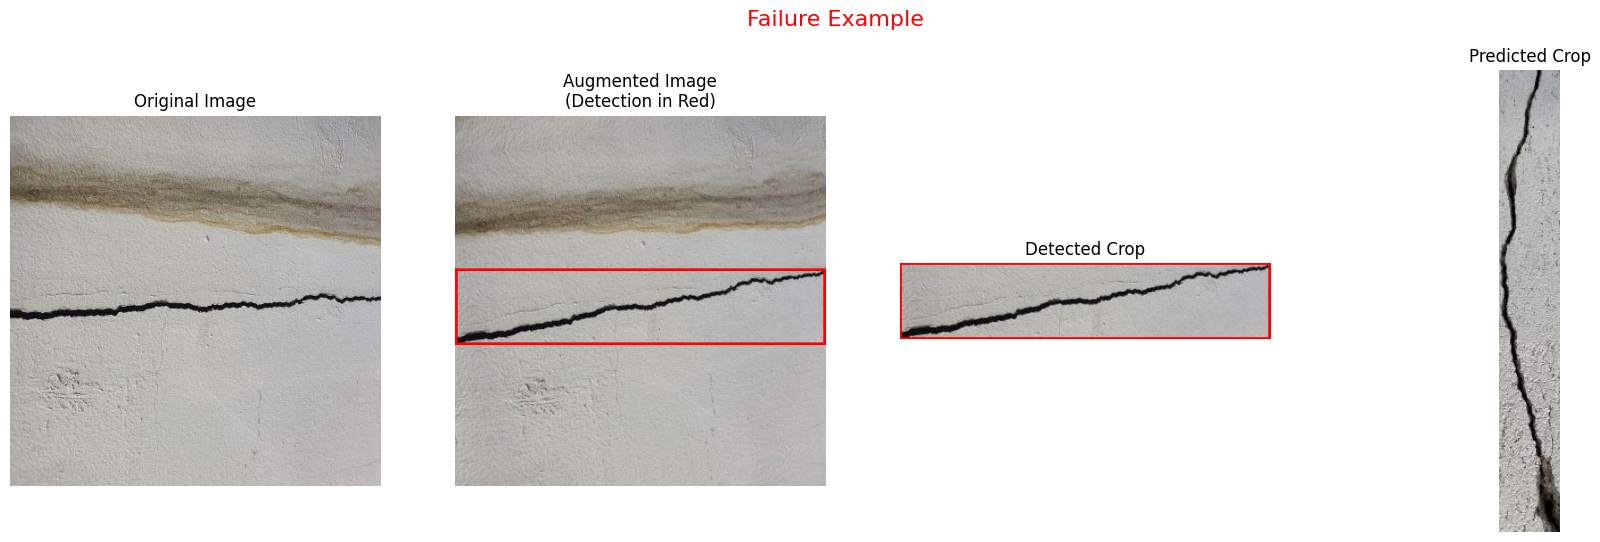 Failure Example
Original Image
Augmented Image
(Detection in Red)
Detected Crop
Predicted Crop